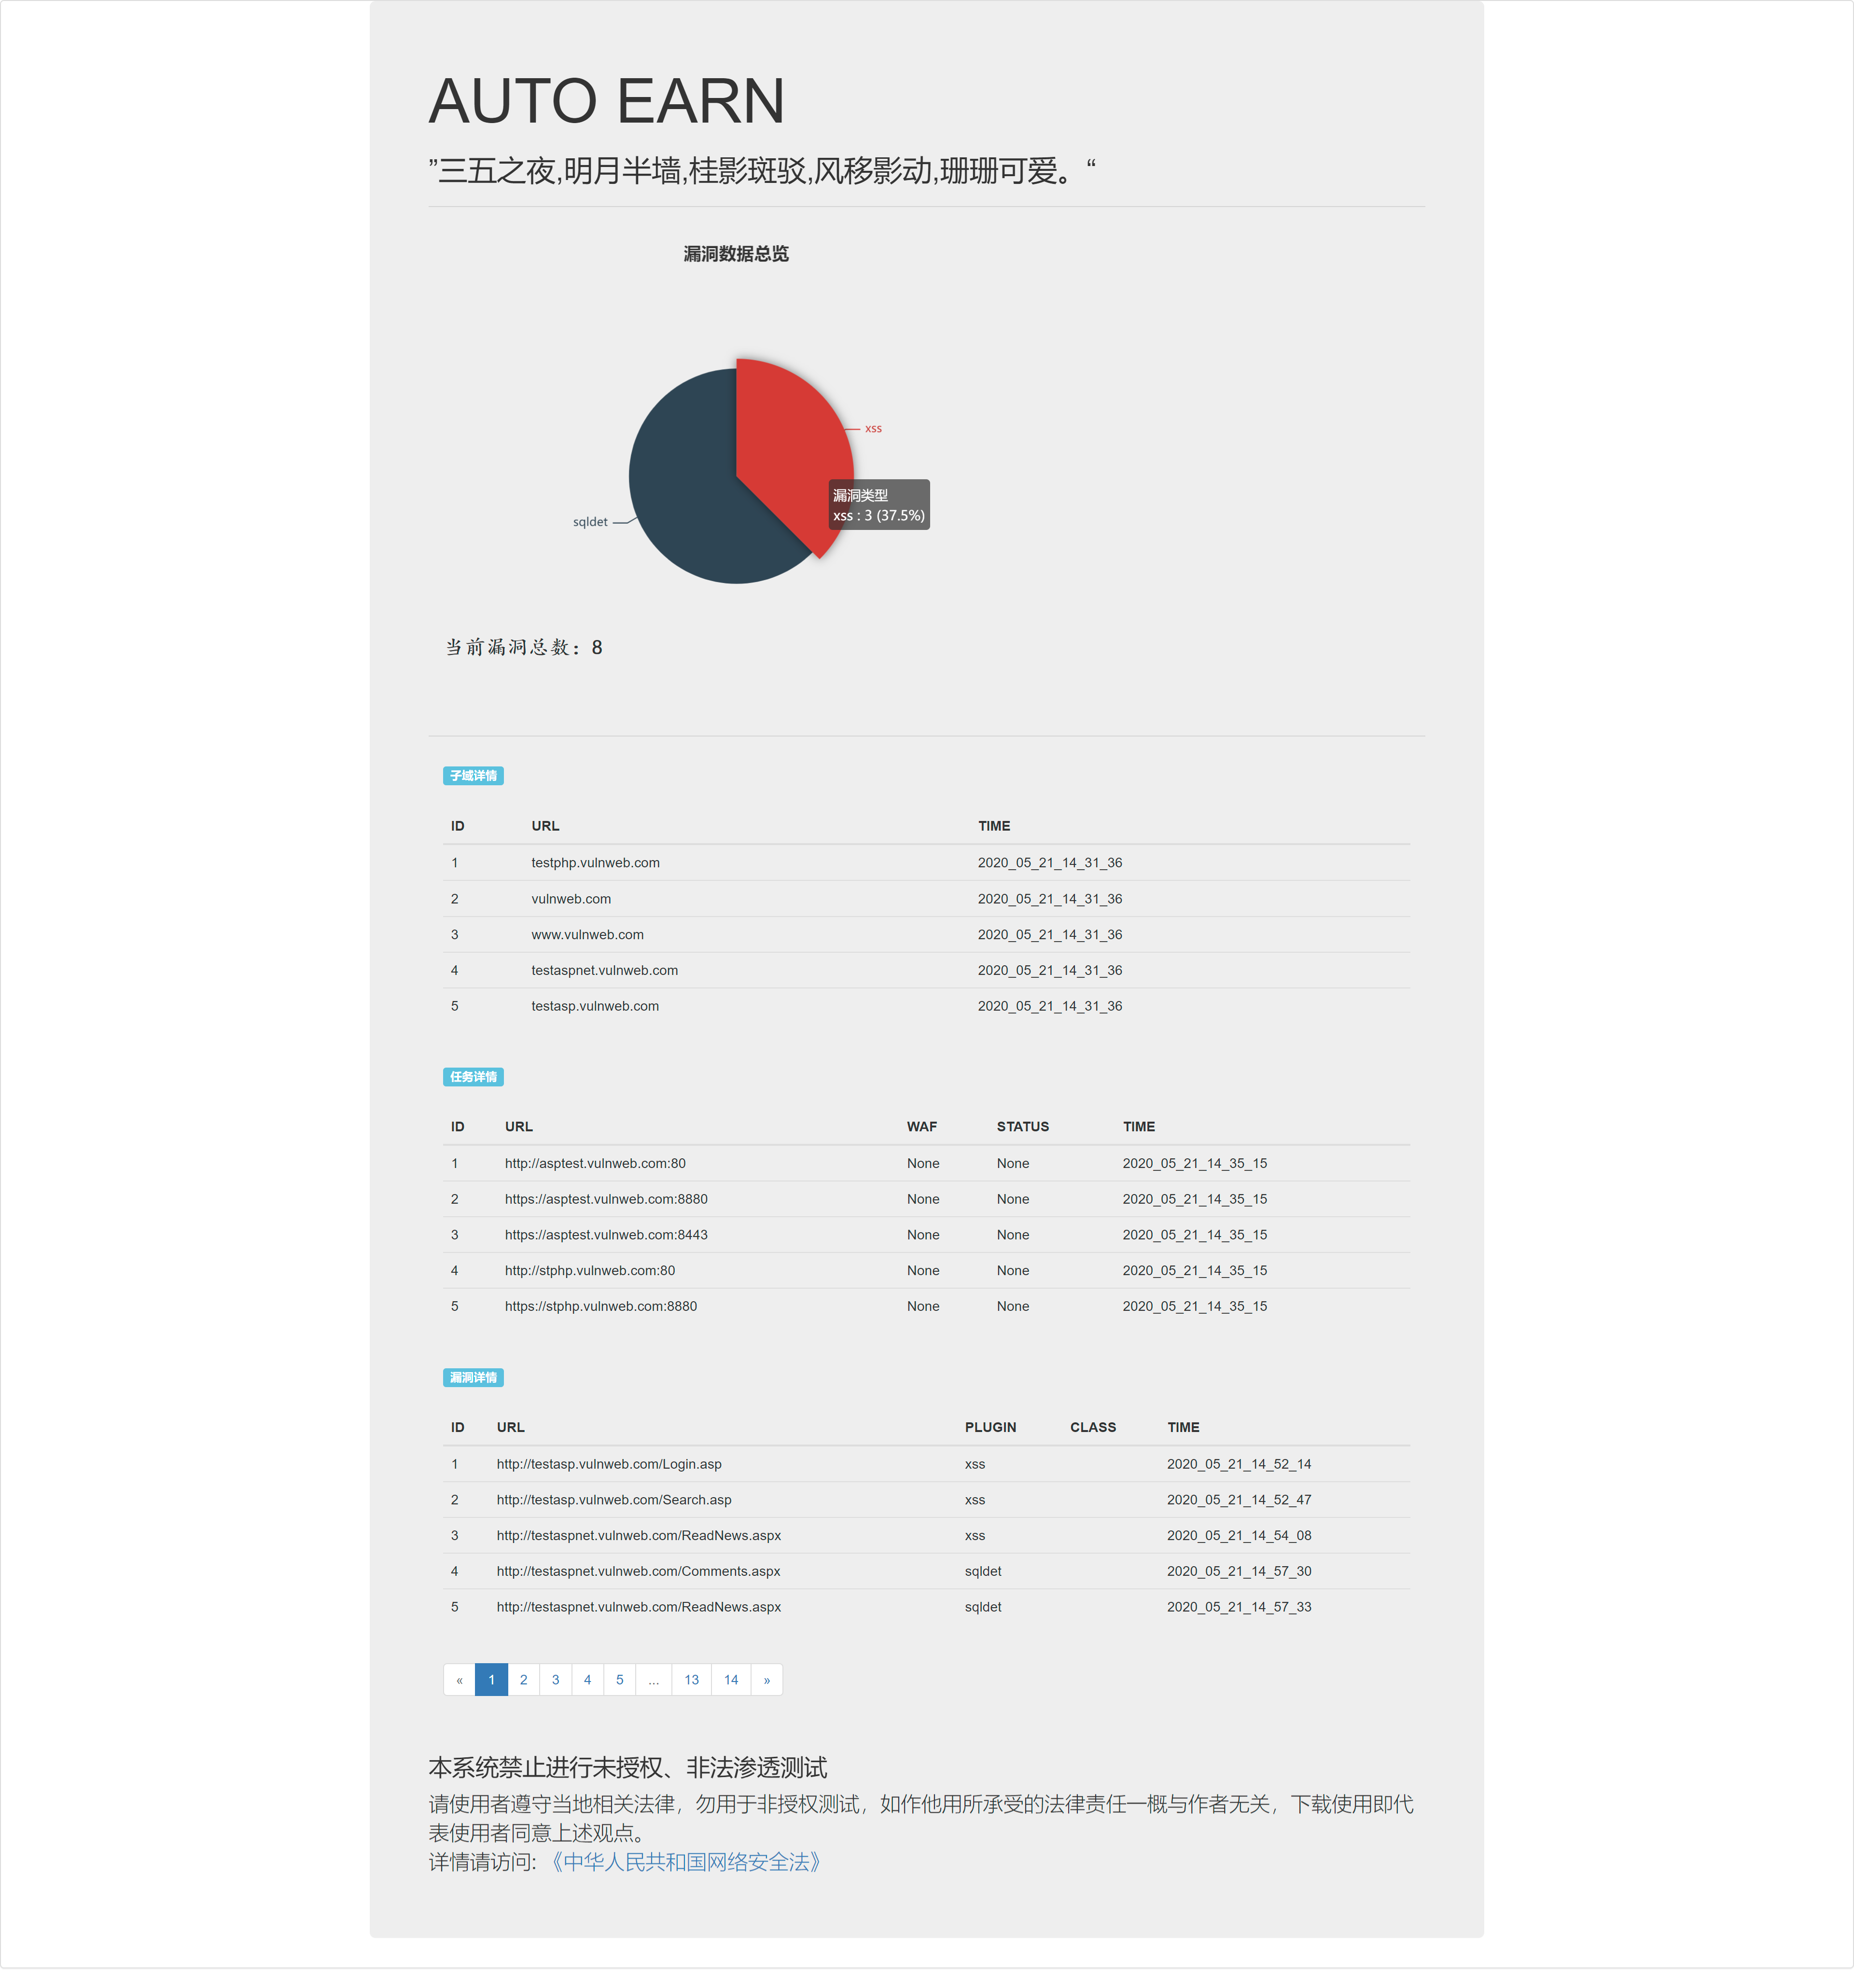 AUTO EARN
”三五之夜,明月半墙,桂影斑驳,风移影动,珊珊可爱。“
漏洞数据总览
xss
漏洞类型
xss : 3 (37.5%)
sqldet
当前漏洞总数：8
子域详情
ID URL TIME
1 testphp.vulnweb.com 2020_05_21_14_31_36
2 vulnweb.com 2020_05_21_14_31_36
3 www.vulnweb.com 2020_05_21_14_31_36
4 testaspnet.vulnweb.com 2020_05_21_14_31_36
5 testasp.vulnweb.com 2020_05_21_14_31_36
任务详情
ID URL WAF STATUS TIME
1 http://asptest.vulnweb.com:80 None None 2020_05_21_14_35_15
2 https://asptest.vulnweb.com:8880 None None 2020_05_21_14_35_15
3 https://asptest.vulnweb.com:8443 None None 2020_05_21_14_35_15
4 http://stphp.vulnweb.com:80 None None 2020_05_21_14_35_15
5 https://stphp.vulnweb.com:8880 None None 2020_05_21_14_35_15
漏洞详情
ID URL PLUGIN CLASS TIME
1 http://testasp.vulnweb.com/Login.asp xss 2020_05_21_14_52_14
2 http://testasp.vulnweb.com/Search.asp xss 2020_05_21_14_52_47
3 http://testaspnet.vulnweb.com/ReadNews.aspx xss 2020_05_21_14_54_08
4 http://testaspnet.vulnweb.com/Comments.aspx sqldet 2020_05_21_14_57_30
5 http://testaspnet.vulnweb.com/ReadNews.aspx sqldet 2020_05_21_14_57_33
« 1 2 3 4 5 ... 13 14 »
本系统禁止进行未授权、非法渗透测试
请使用者遵守当地相关法律，勿用于非授权测试，如作他用所承受的法律责任一概与作者无关，下载使用即代
表使用者同意上述观点。
详情请访问: 《中华人民共和国网络安全法》